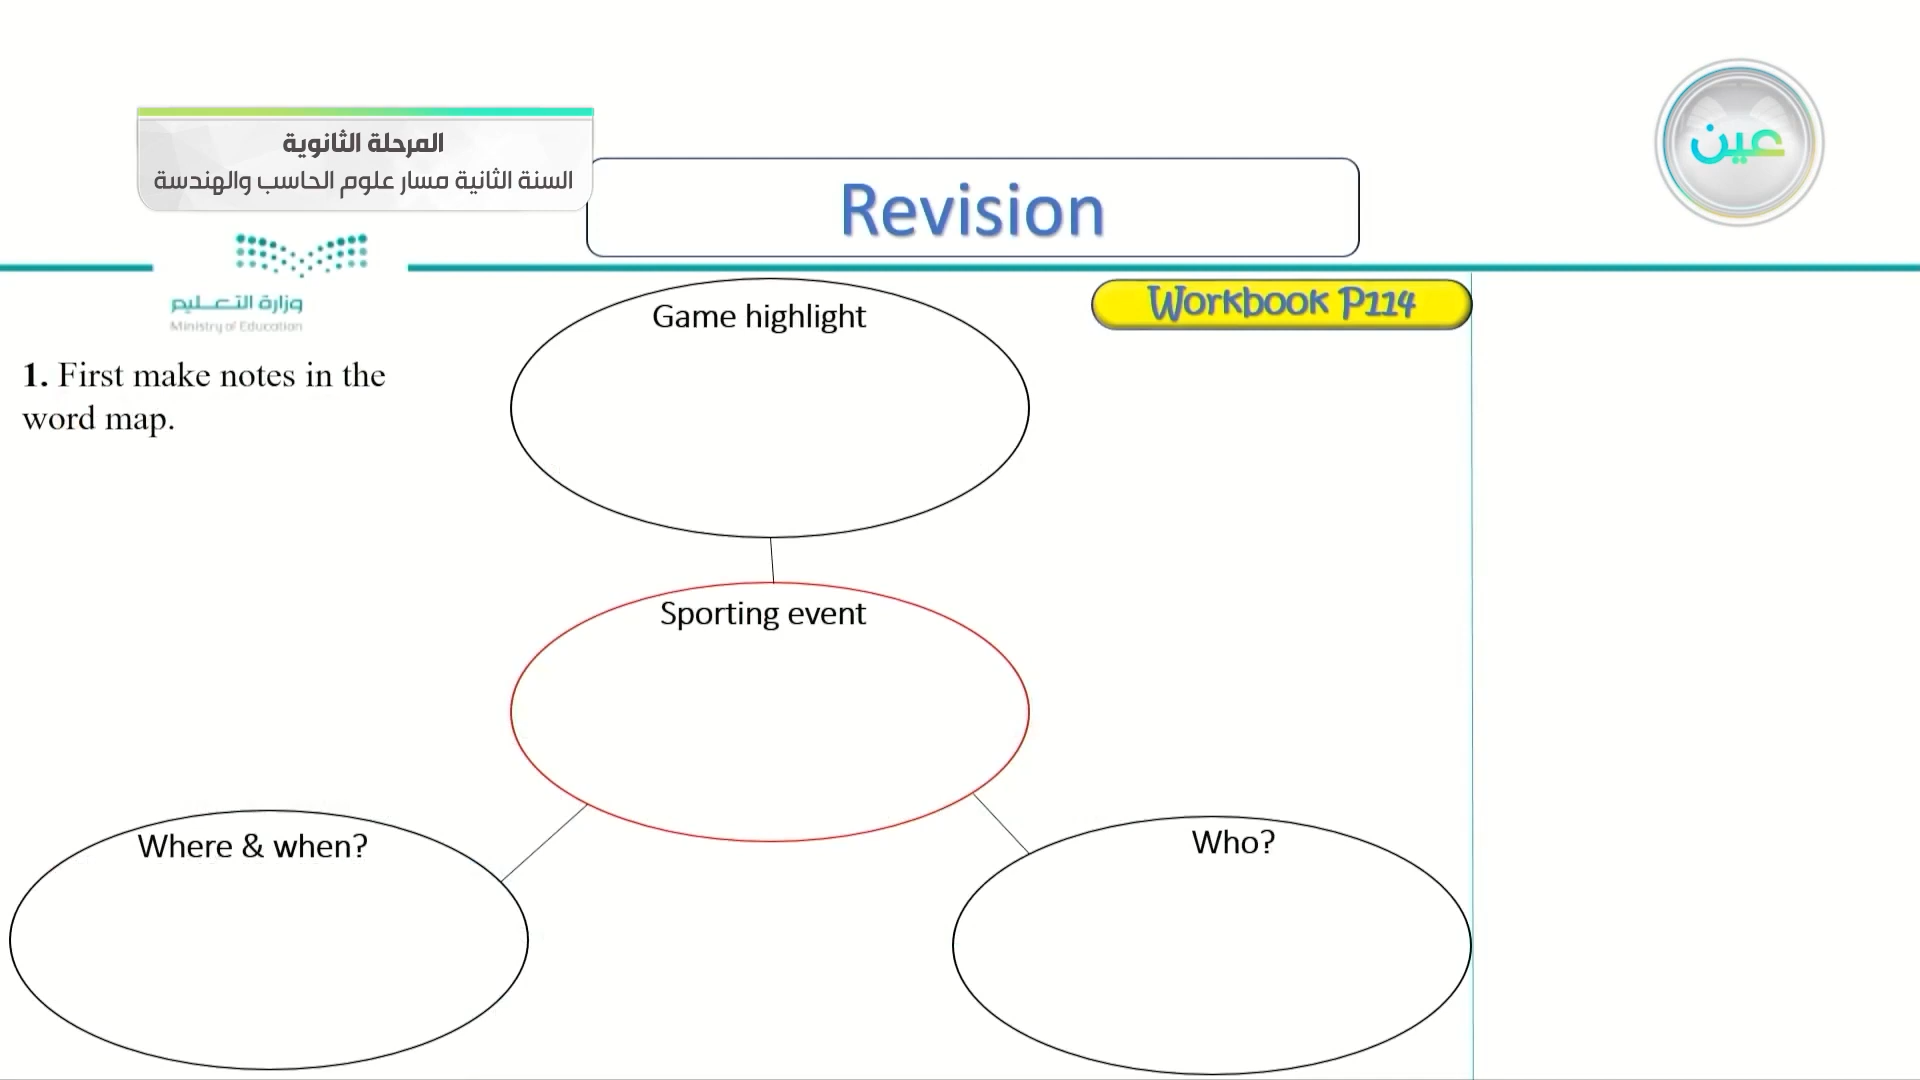 المرحلة الثانوية
السنة الثانية مسار علوم الحاسب والهندسة
عين
Revision
وزارة التعليم
Ministry of Education
Workbook P114
1. First make notes in the
word map.
Game highlight
Sporting event
Where & when?
Who?